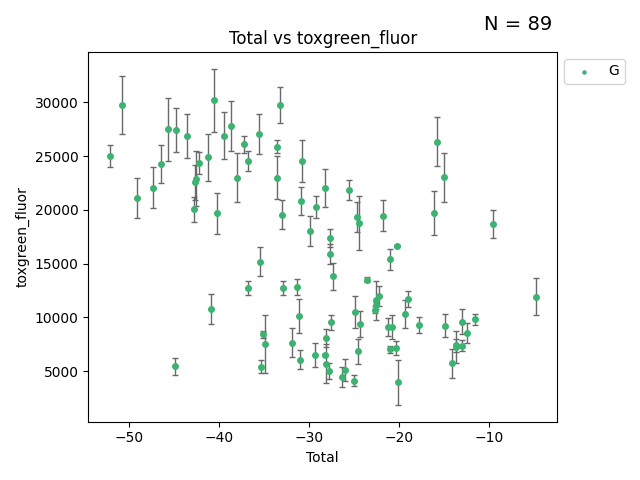 N = 89
Total vs toxgreen_fluor
G
toxgreen_fluor
30000
25000
20000
15000
10000
5000
−50 −40 −30 −20 −10
Total